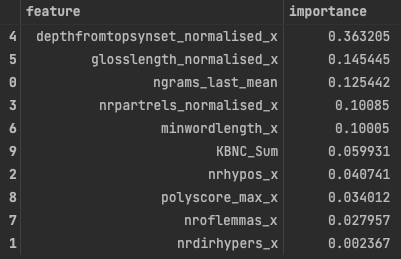 feature importance
4 depthfromtopsynset_normalised_x 0.363205
5 glosslength_normalised_x 0.145445
0 ngrams_last_mean 0.125442
3 nrpartrels_normalised_x 0.10085
6 minwordlength_x 0.10005
9 KBNC_Sum 0.059931
2 nrhypos_x 0.040741
8 polyscore_max_x 0.034012
7 nroflemmas_x 0.027957
1 nrdirhypers_x 0.002367